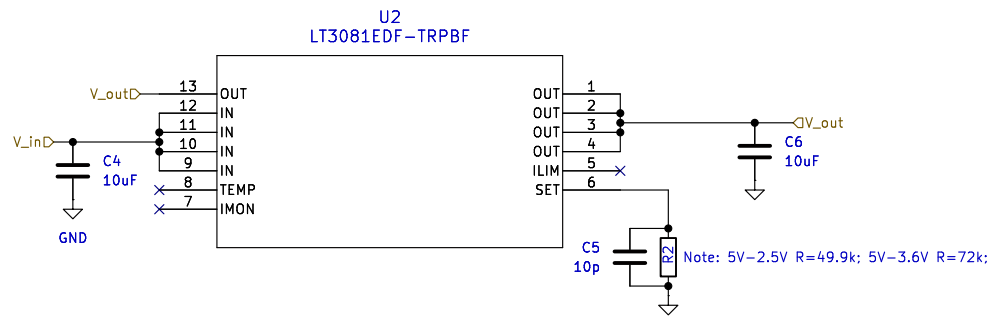 U2
LT3081EDF-TRPBF
V_out 13 OUT OUT 1
12 IN OUT 2
11 IN OUT 3 V_out
V_in 10 IN OUT 4
C4 9 IN ILIM 5 C6
10uF 8 TEMP SET 6 10uF
7 IMON
GND
C5 R2 Note: 5V-2.5V R=49.9k; 5V-3.6V R=72k;
10p